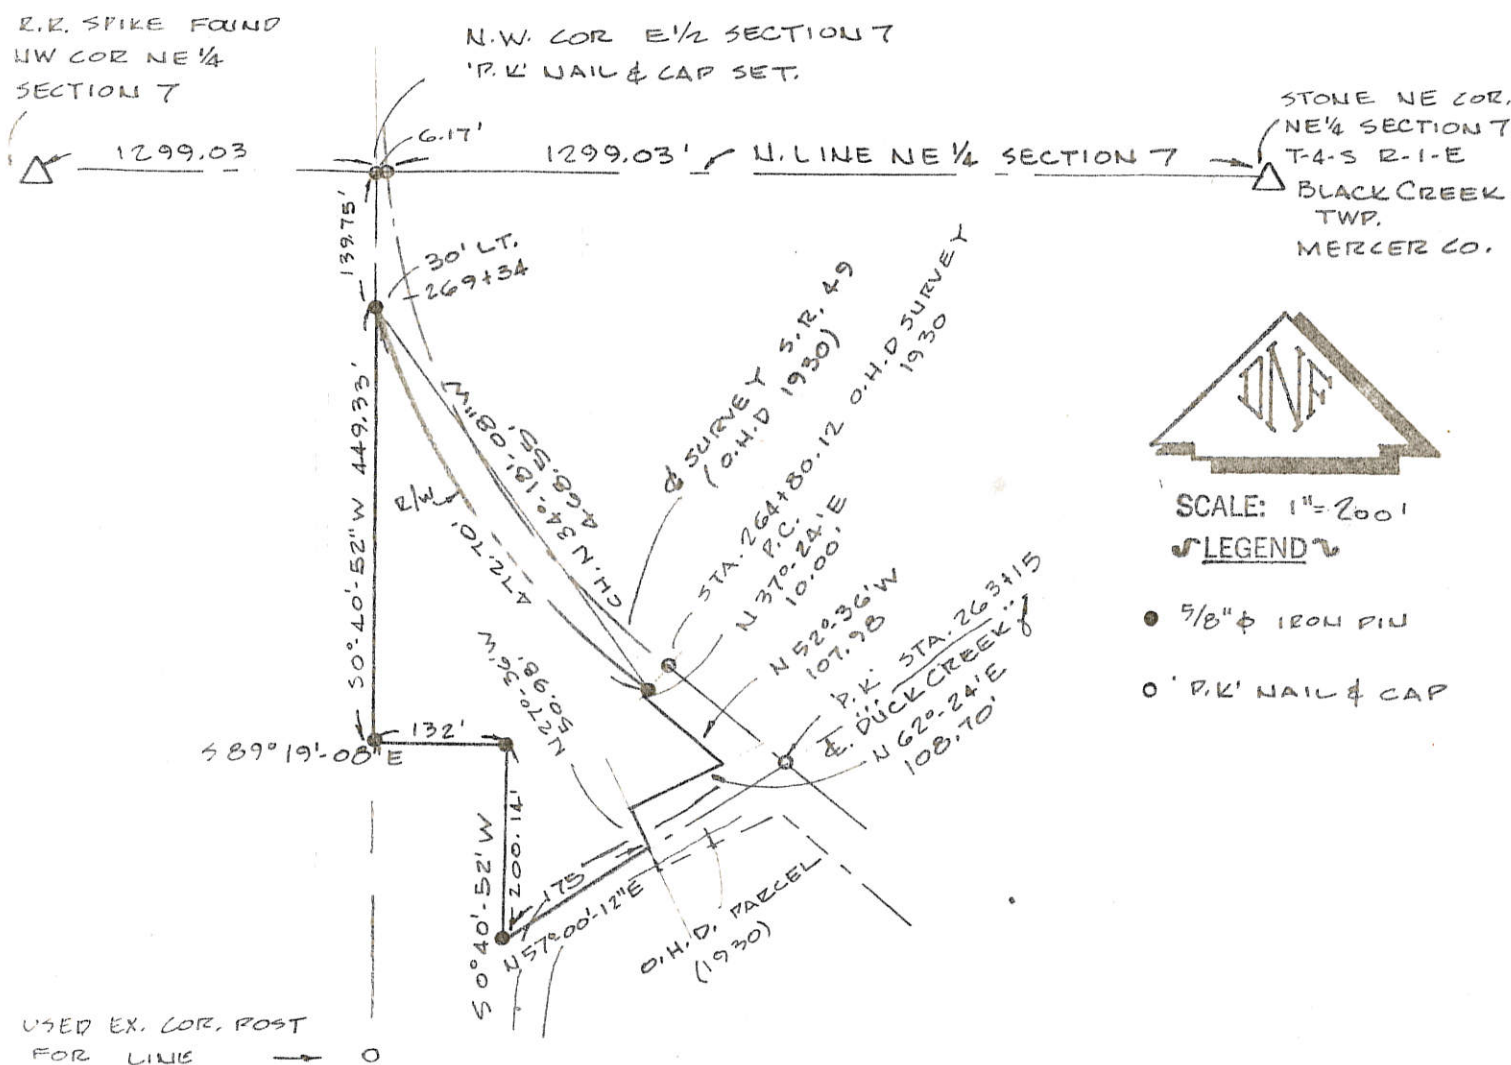 R.R. SPIKE FOUND
NW COR NE 1/4
SECTION 7
N.W. COR E 1/2 SECTION 7
'P.K' NAIL & CAP SET.
STONE NE COR.
NE 1/4 SECTION 7
T-4-S R-1-E
BLACK CREEK
TWP.
MERCER CO.
1299.03
6.17'
1299.03'
N. LINE NE 1/4 SECTION 7
139.75'
30' LT.
269+34
S0°-40'-52"W 449.33'
R/W
472.70'
CH. N 34°-18'-08"W
468.55'
℄ SURVEY S.R. 49
(O.H.D 1930)
STA. 264+80.12 O.H.D SURVEY
P.C. 1930
N 37°-24'E
10.00'
N 52°-36'W
107.98
'P.K.' STA. 263+15
℄. DUCK CREEK
N 62°-24'E
108.70'
N27°-36'W
50.98'
S 89°19'-08"E
132'
S 0°-40'-52'W
200.14'
175
N57°-00'-12"E
O.H.D. PARCEL
(1930)
USED EX. COR. POST
FOR LINE
DNF
SCALE: 1"=200'
LEGEND
5/8"φ IRON PIN
'P.K' NAIL & CAP